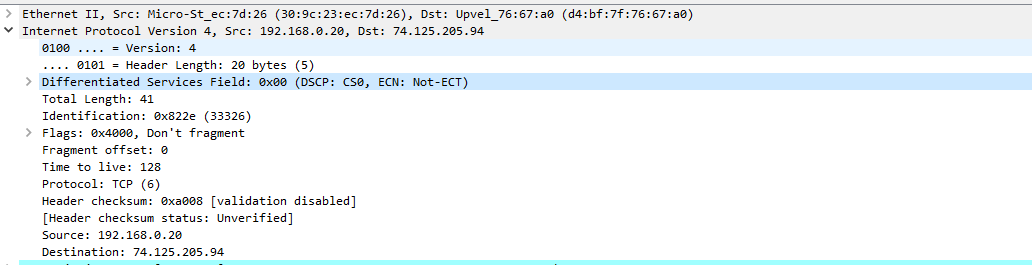 Ethernet II, Src: Micro-St_ec:7d:26 (30:9c:23:ec:7d:26), Dst: Upvel_76:67:a0 (d4:bf:7f:76:67:a0)
Internet Protocol Version 4, Src: 192.168.0.20, Dst: 74.125.205.94
0100 .... = Version: 4
.... 0101 = Header Length: 20 bytes (5)
Differentiated Services Field: 0x00 (DSCP: CS0, ECN: Not-ECT)
Total Length: 41
Identification: 0x822e (33326)
Flags: 0x4000, Don't fragment
Fragment offset: 0
Time to live: 128
Protocol: TCP (6)
Header checksum: 0xa008 [validation disabled]
[Header checksum status: Unverified]
Source: 192.168.0.20
Destination: 74.125.205.94